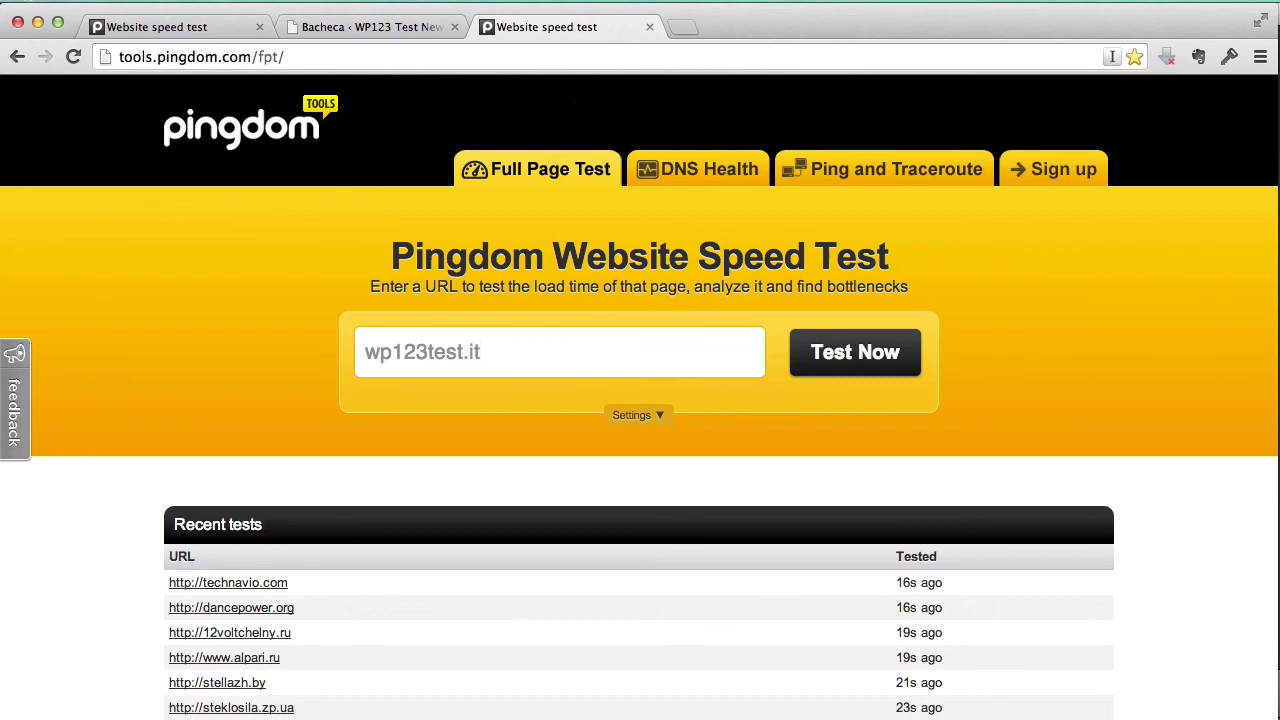 Website speed test
Bacheca ‹ WP123 Test New
Website speed test
tools.pingdom.com/fpt/
TOOLS
pingdom
Full Page Test
DNS Health
Ping and Traceroute
Sign up
Pingdom Website Speed Test
Enter a URL to test the load time of that page, analyze it and find bottlenecks
wp123test.it
Test Now
Settings ▼
feedback
Recent tests
URL Tested
http://technavio.com 16s ago
http://dancepower.org 16s ago
http://12voltchelny.ru 19s ago
http://www.alpari.ru 19s ago
http://stellazh.by 21s ago
http://steklosila.zp.ua 23s ago